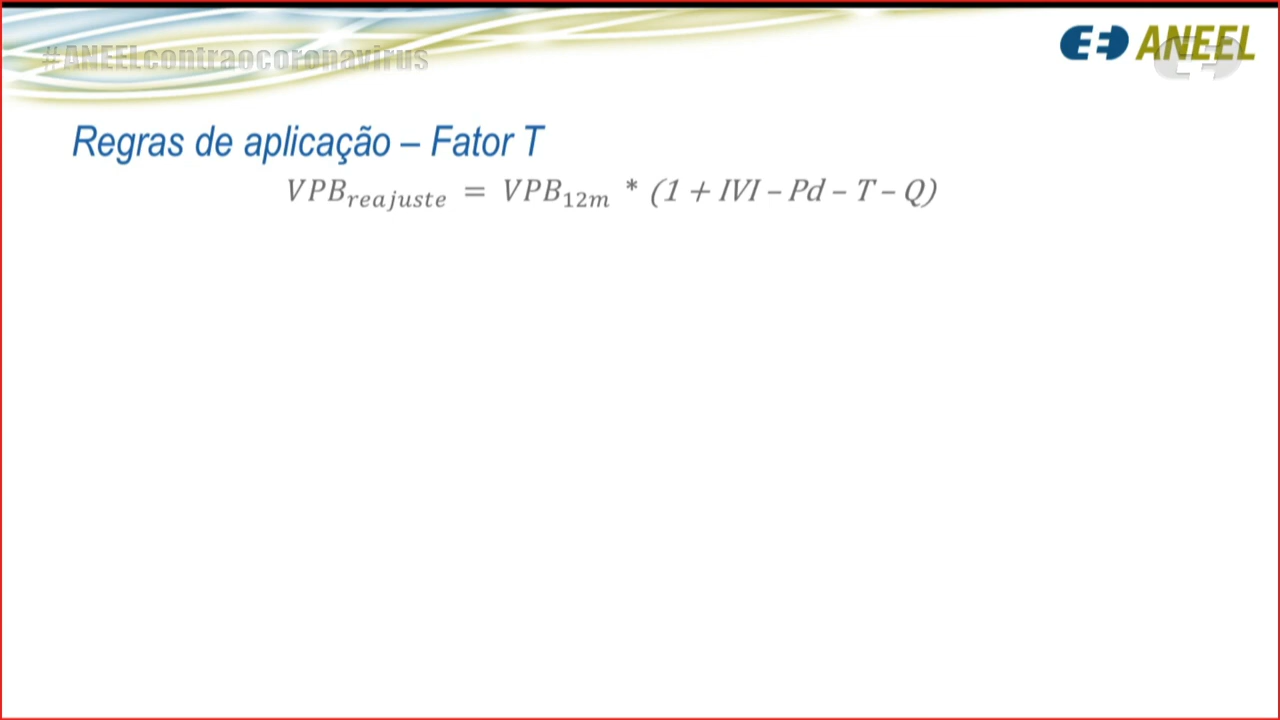 #ANEELcontraocoronavirus
ANEEL
Regras de aplicação – Fator T
VPB_reajuste = VPB_12m * (1 + IVI – Pd – T – Q)